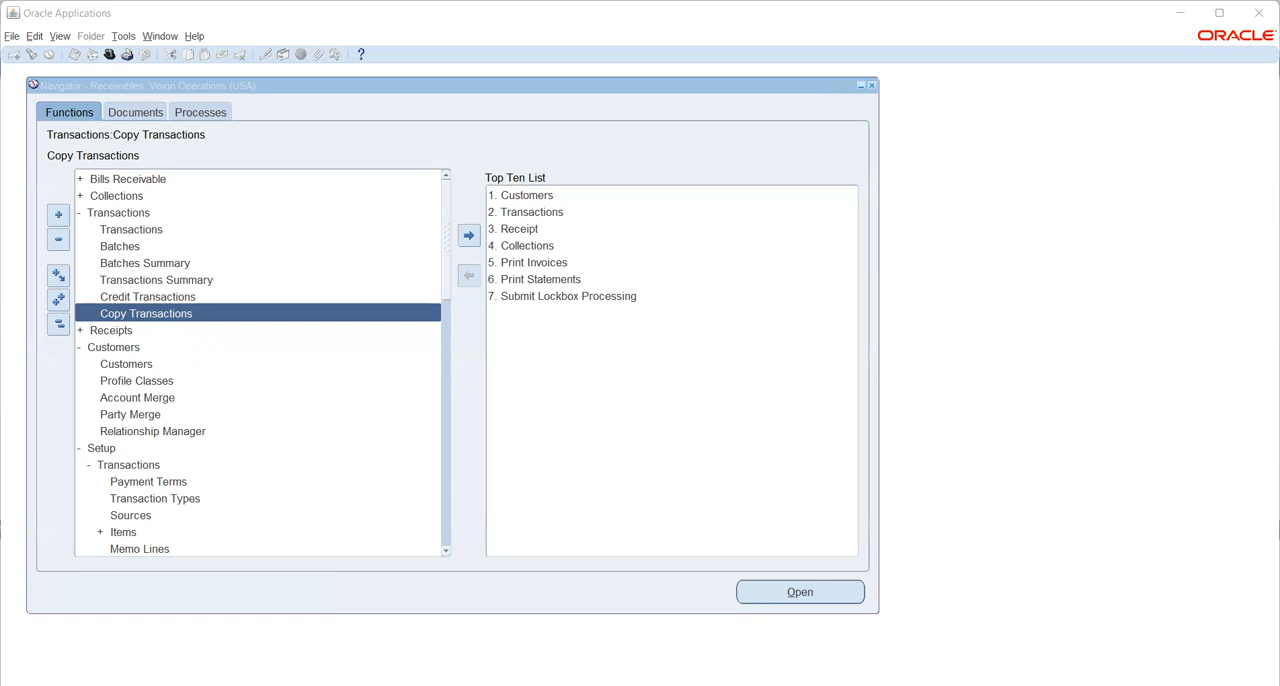 Oracle Applications
File Edit View Folder Tools Window Help
ORACLE
?
Navigator - Receivables, Vision Operations (USA)
Functions Documents Processes
Transactions:Copy Transactions
Copy Transactions
+ Bills Receivable
+ Collections
- Transactions
Transactions
Batches
Batches Summary
Transactions Summary
Credit Transactions
Copy Transactions
+ Receipts
- Customers
Customers
Profile Classes
Account Merge
Party Merge
Relationship Manager
- Setup
- Transactions
Payment Terms
Transaction Types
Sources
+ Items
Memo Lines
Top Ten List
1. Customers
2. Transactions
3. Receipt
4. Collections
5. Print Invoices
6. Print Statements
7. Submit Lockbox Processing
Open